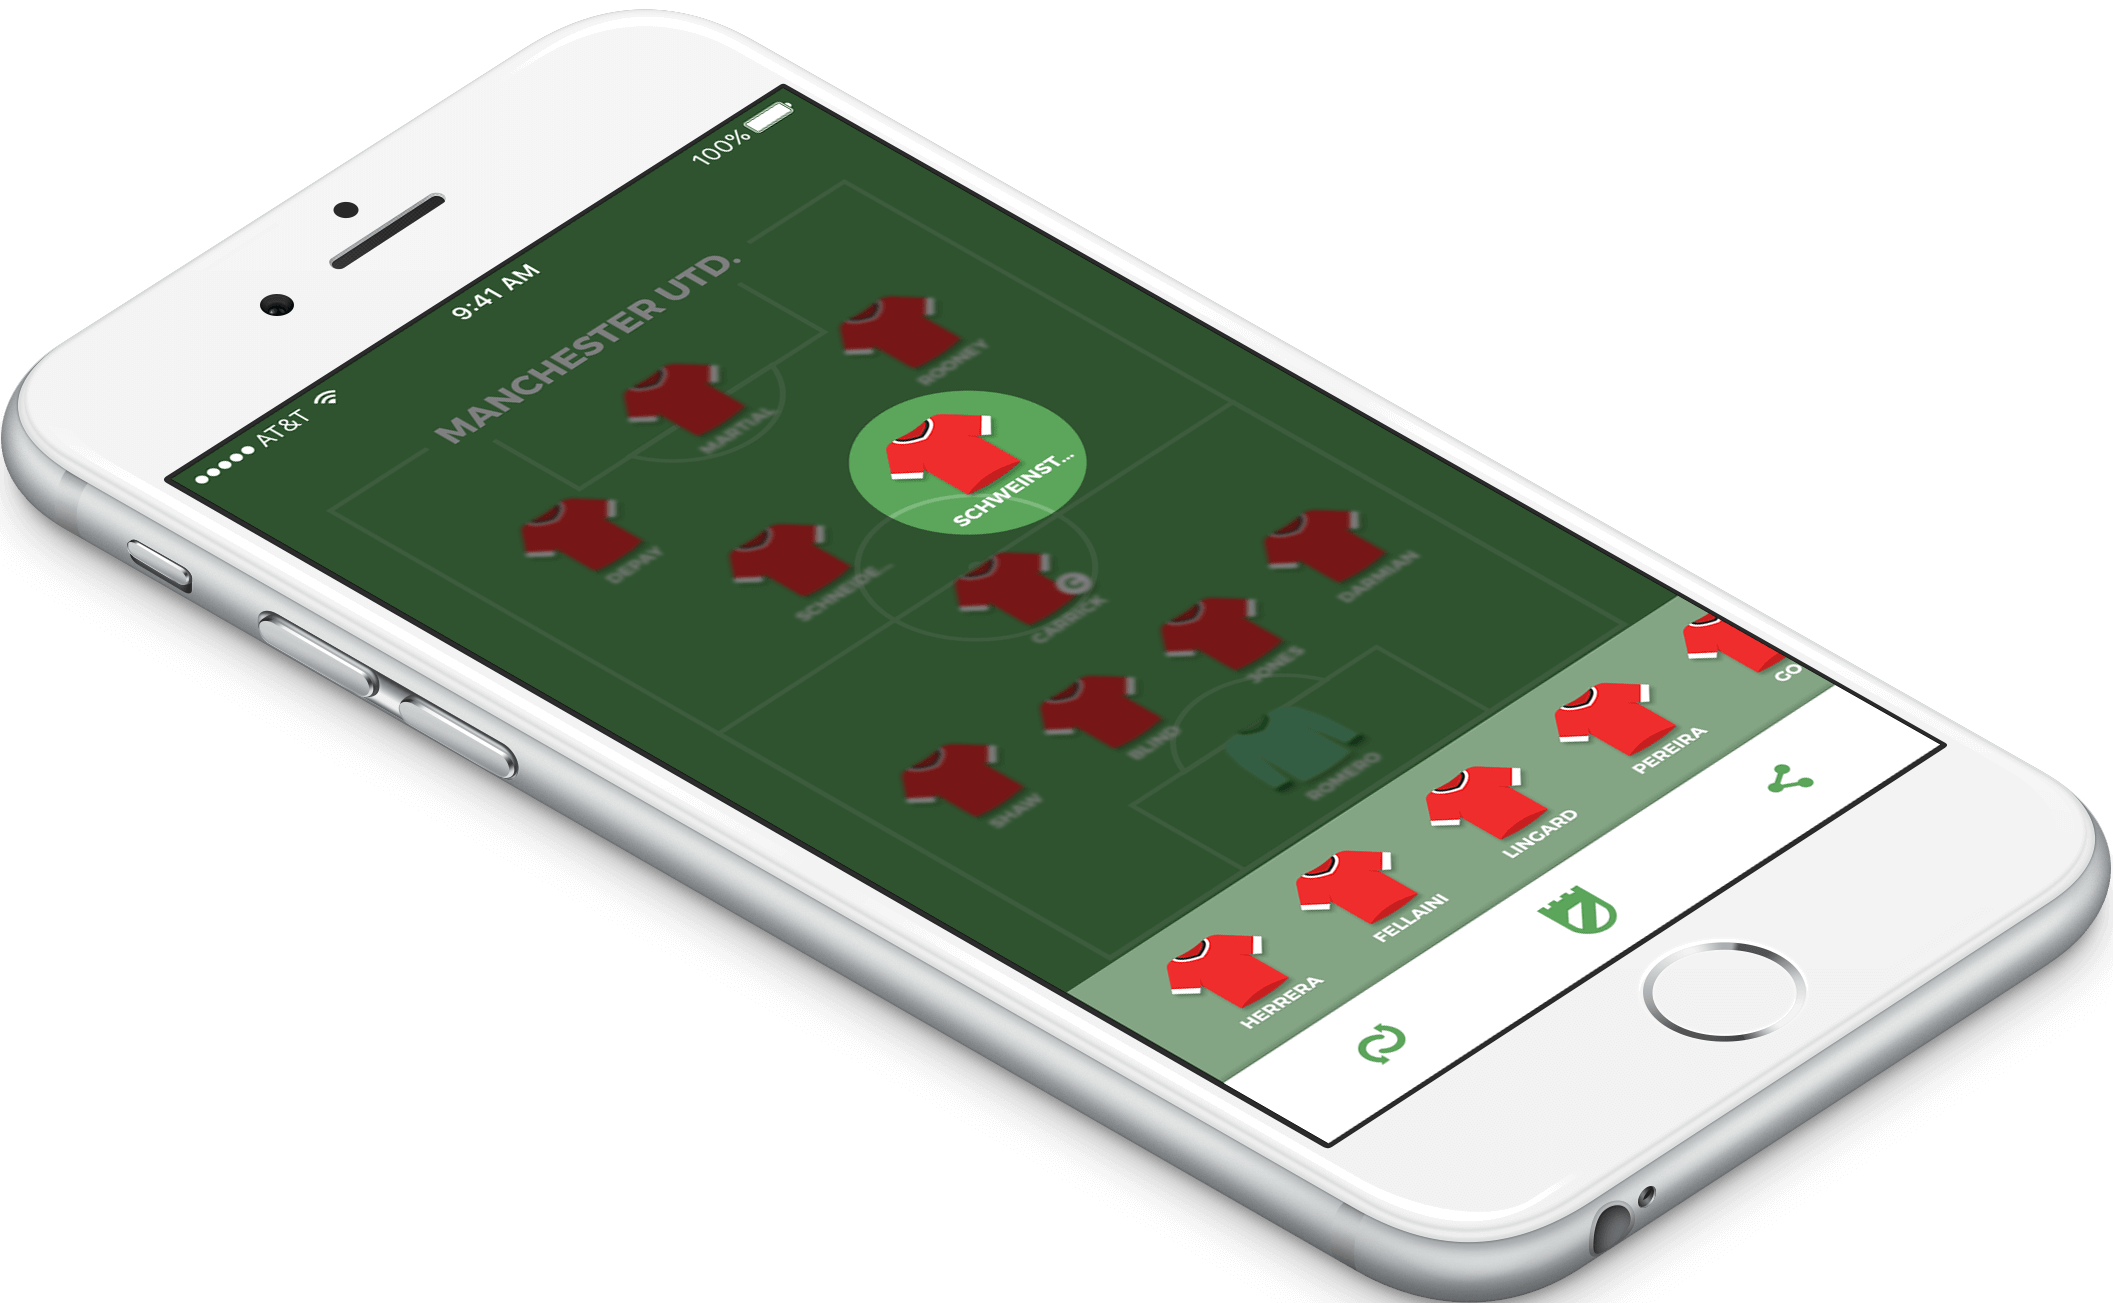 ●●●●● AT&T
9:41 AM
100%
MANCHESTER UTD.
MARTIAL
ROONEY
DEPAY
SCHNEIDE...
SCHWEINST...
C
CARRICK
SHAW
BLIND
JONES
DARMIAN
ROMERO
HERRERA
FELLAINI
LINGARD
PEREIRA
GO